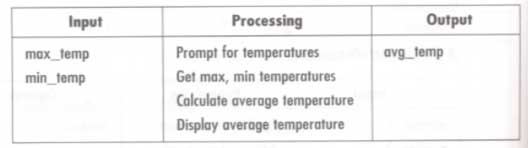 Input Processing Output
max_temp Prompt for temperatures avg_temp
min_temp Get max, min temperatures
Calculate average temperature
Display average temperature